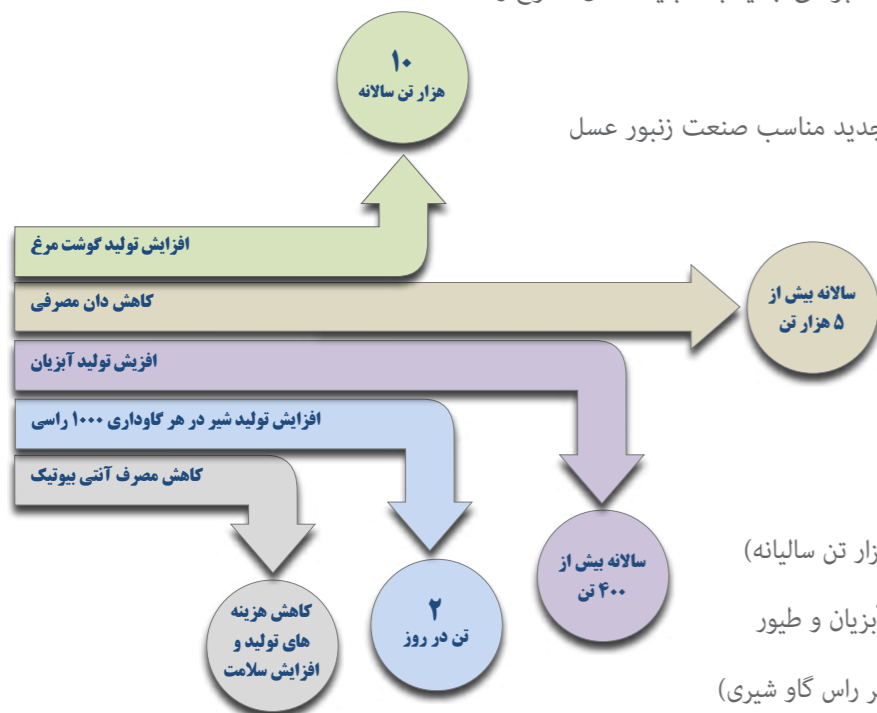 ۱۰
هزار تن سالانه
جدید مناسب صنعت زنبور عسل
افزایش تولید گوشت مرغ
کاهش دان مصرفی
سالانه بیش از
۵ هزار تن
افزیش تولید آبزیان
افزایش تولید شیر در هر گاوداری ۱۰۰۰ راسی
کاهش مصرف آنتی بیوتیک
سالانه بیش از
۴۰۰ تن
۲
تن در روز
کاهش هزینه
های تولید و
افزایش سلامت
تن سالیانه)
آبزیان و طیور
راس گاو شیری)